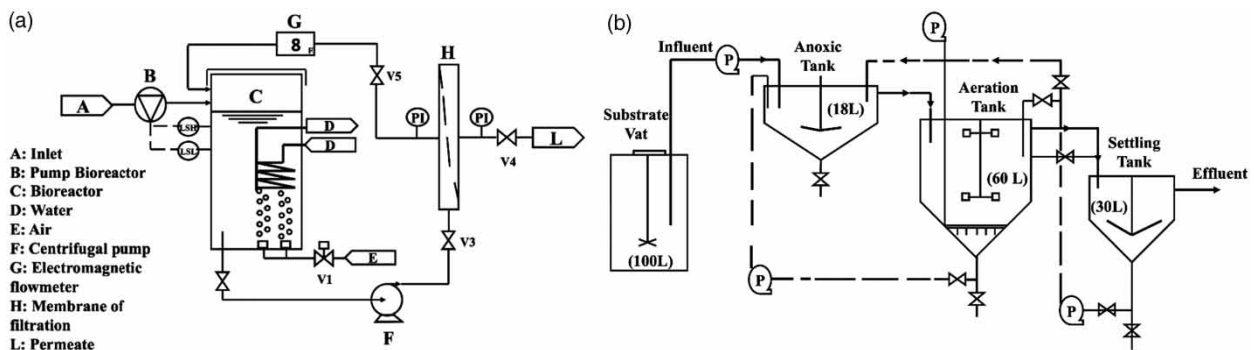 (a)
G
8 F
H
B
C
V5
A
LSH
PI
PI
D
L
LSL
D
V4
A: Inlet
B: Pump Bioreactor
C: Bioreactor
D: Water
E: Air
F: Centrifugal pump
G: Electromagnetic
flowmeter
H: Membrane of
filtration
L: Permeate
V3
E
V1
F
(b)
P
Influent
P
Anoxic
Tank
(18L)
Aeration
Tank
Substrate
Vat
Settling
Tank
(60 L)
Effluent
(30L)
(100L)
P
P